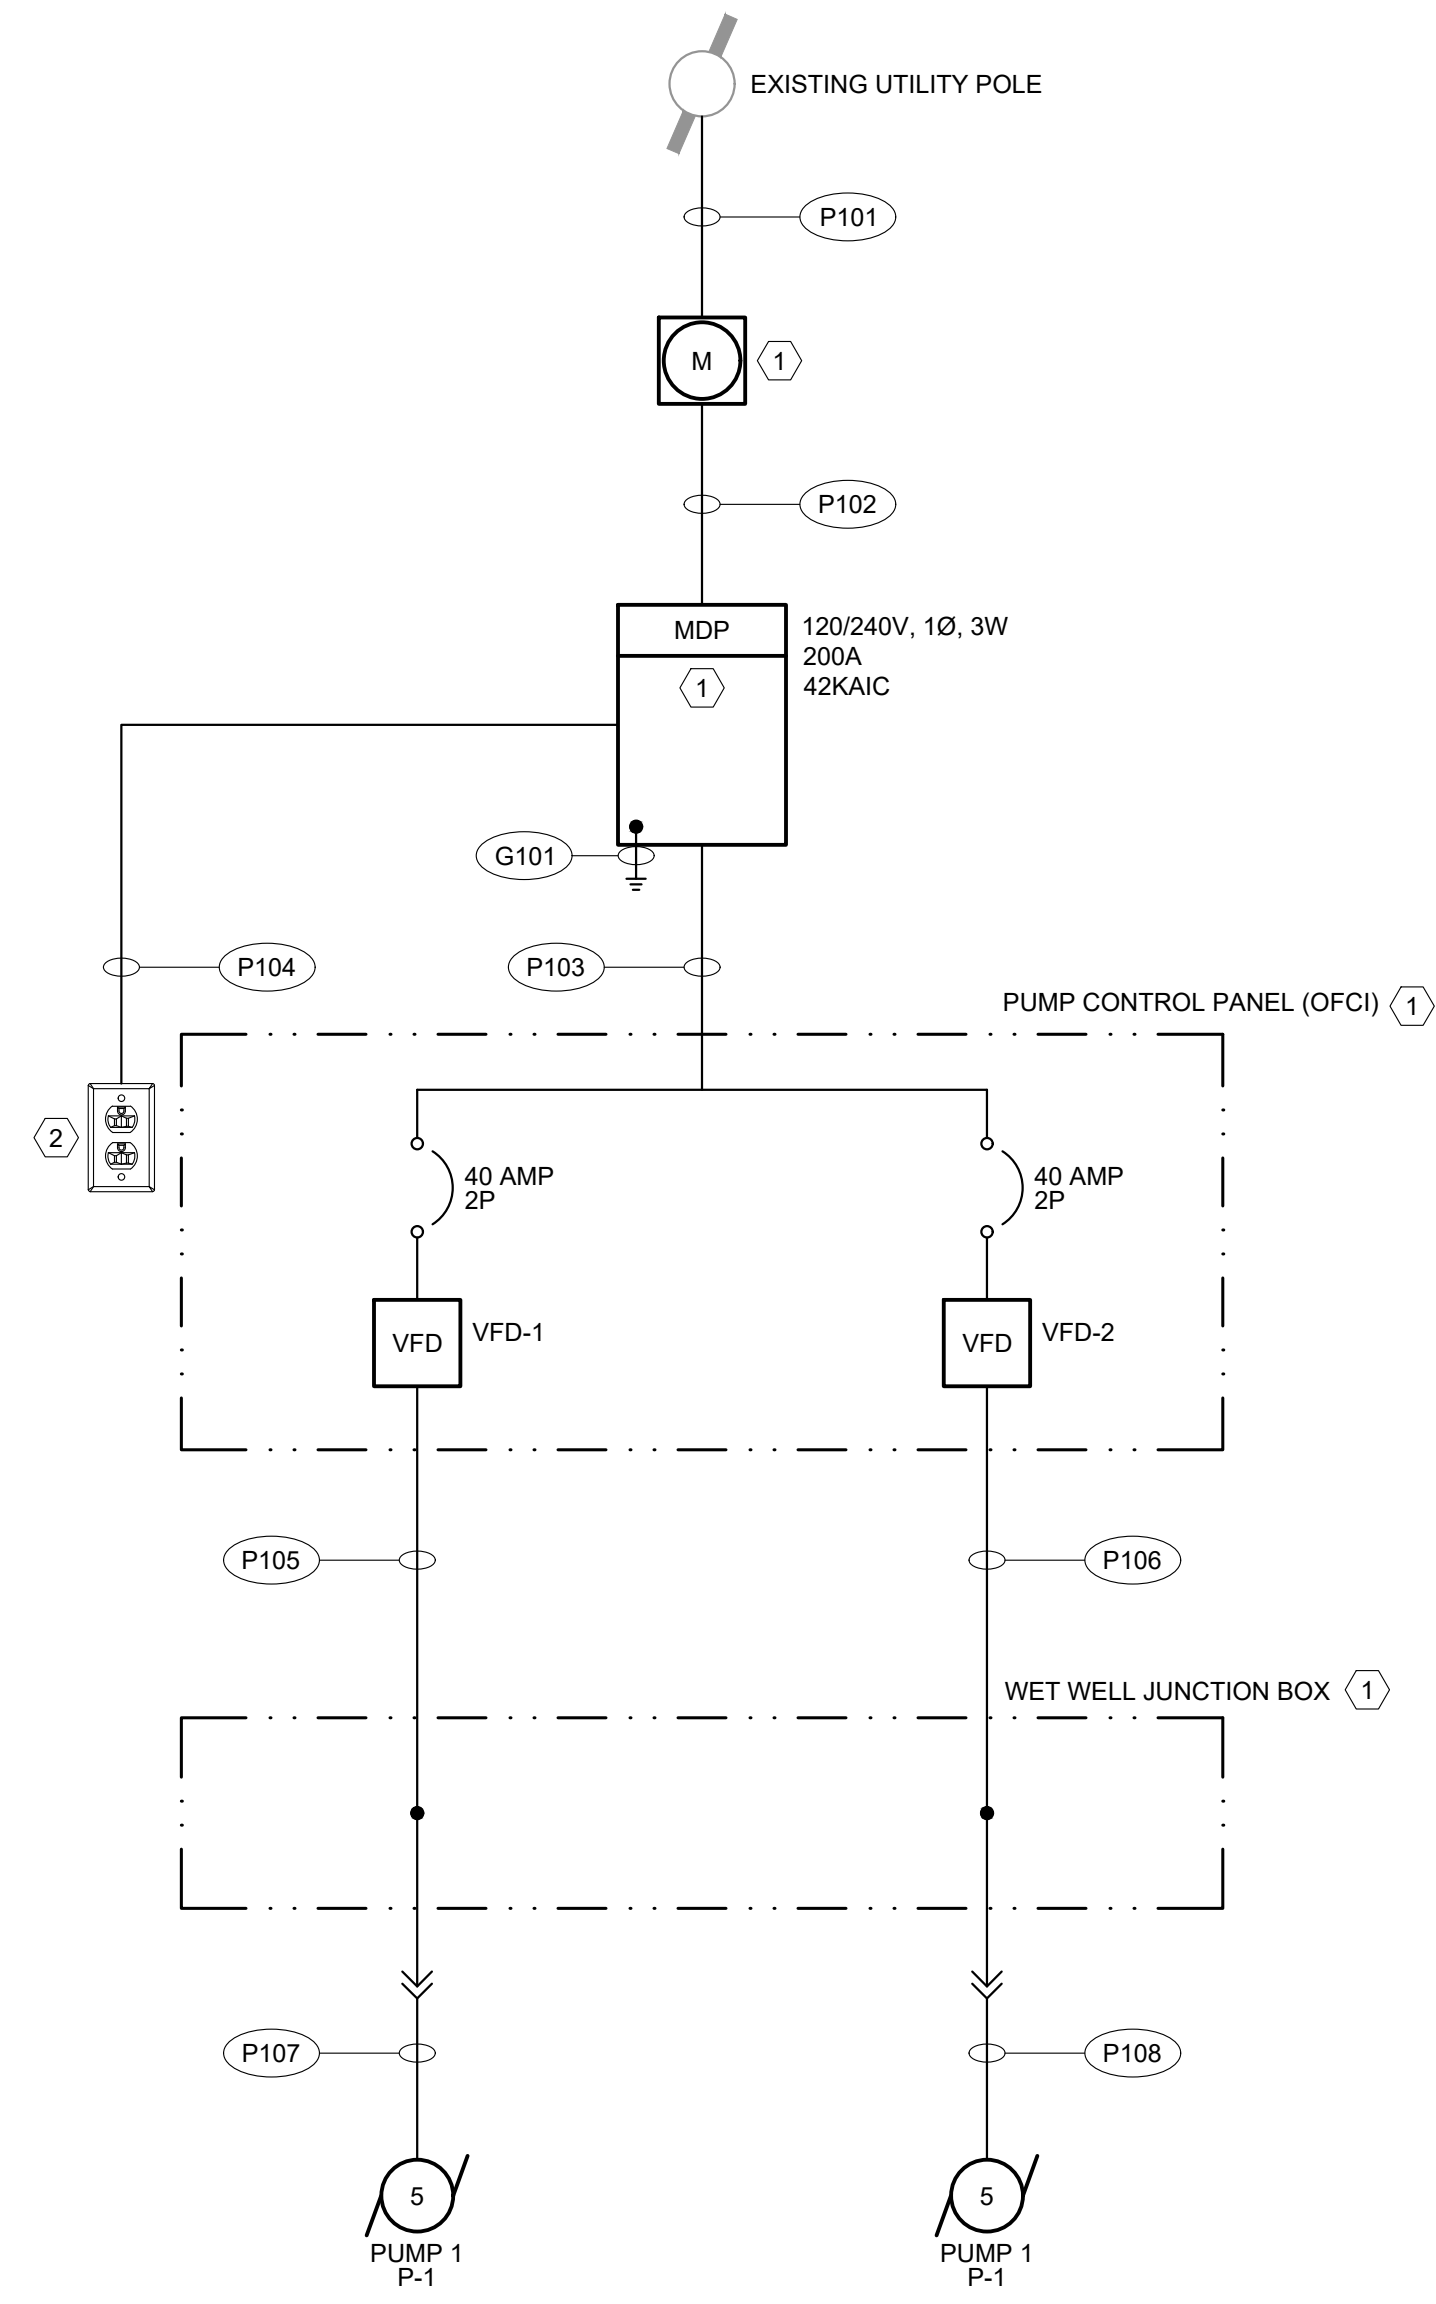 EXISTING UTILITY POLE
P101
M
1
P102
MDP
120/240V, 1Ø, 3W
200A
42KAIC
1
G101
P104
P103
PUMP CONTROL PANEL (OFCI)
1
2
40 AMP
2P
40 AMP
2P
VFD
VFD-1
VFD
VFD-2
P105
P106
WET WELL JUNCTION BOX
1
P107
P108
5
PUMP 1
P-1
5
PUMP 1
P-1